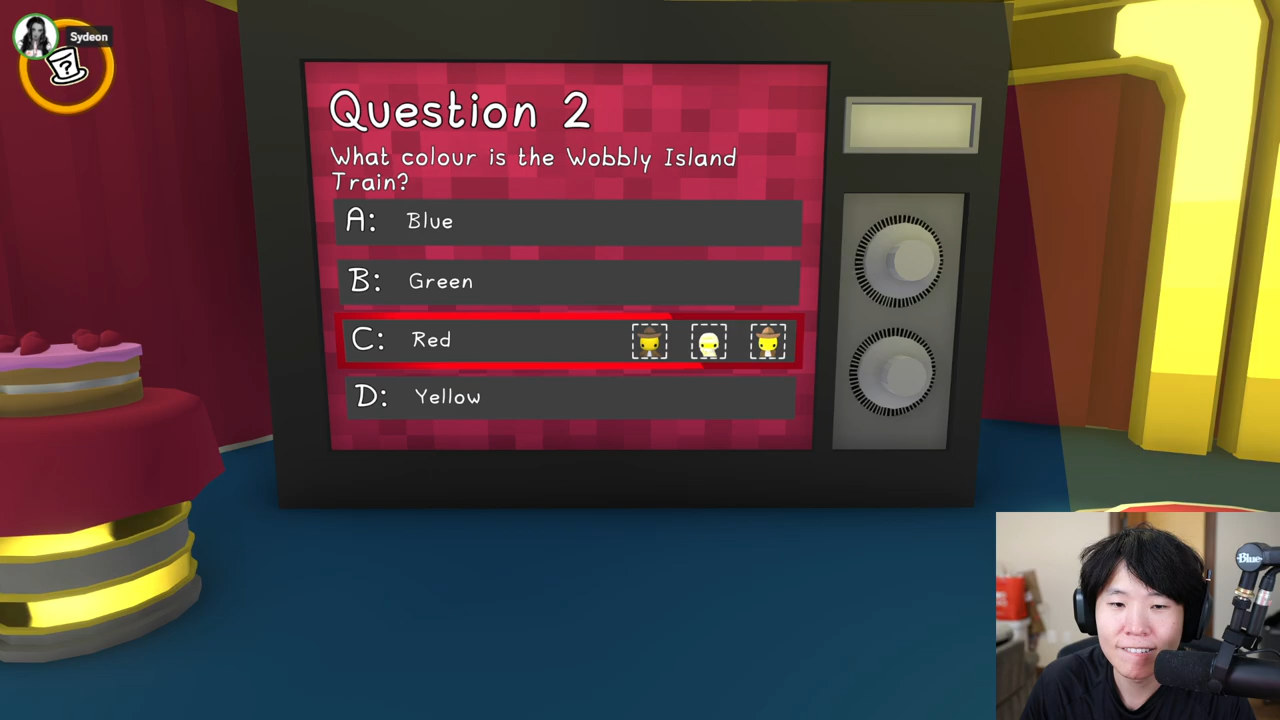 Sydeon
?
Question 2
What colour is the Wobbly Island
Train?
A: Blue
B: Green
C: Red
D: Yellow
Blue